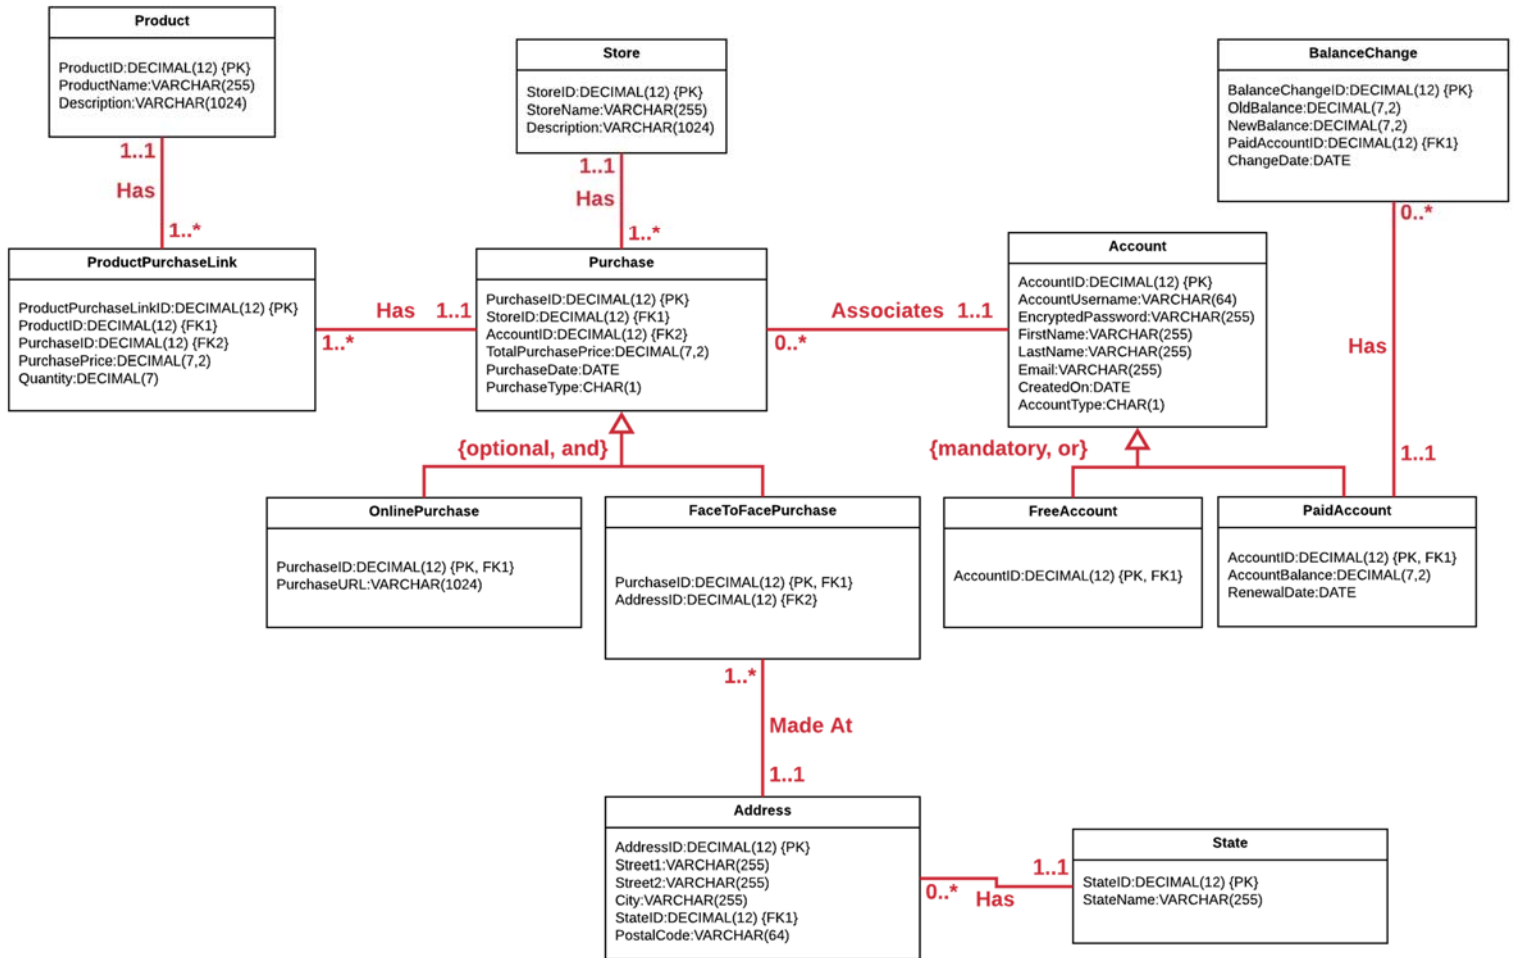 Product
ProductID:DECIMAL(12) {PK}
ProductName:VARCHAR(255)
Description:VARCHAR(1024)
1..1
Has
1..*
Store
StoreID:DECIMAL(12) {PK}
StoreName:VARCHAR(255)
Description:VARCHAR(1024)
1..1
Has
1..*
BalanceChange
BalanceChangeID:DECIMAL(12) {PK}
OldBalance:DECIMAL(7,2)
NewBalance:DECIMAL(7,2)
PaidAccountID:DECIMAL(12) {FK1}
ChangeDate:DATE
0..*
Has
1..1
ProductPurchaseLink
ProductPurchaseLinkID:DECIMAL(12) {PK}
ProductID:DECIMAL(12) {FK1}
PurchaseID:DECIMAL(12) {FK2}
PurchasePrice:DECIMAL(7,2)
Quantity:DECIMAL(7)
Has 1..1
1..*
Purchase
PurchaseID:DECIMAL(12) {PK}
StoreID:DECIMAL(12) {FK1}
AccountID:DECIMAL(12) {FK2}
TotalPurchasePrice:DECIMAL(7,2)
PurchaseDate:DATE
PurchaseType:CHAR(1)
Associates 1..1
0..*
Account
AccountID:DECIMAL(12) {PK}
AccountUsername:VARCHAR(64)
EncryptedPassword:VARCHAR(255)
FirstName:VARCHAR(255)
LastName:VARCHAR(255)
Email:VARCHAR(255)
CreatedOn:DATE
AccountType:CHAR(1)
{optional, and}
{mandatory, or}
OnlinePurchase
PurchaseID:DECIMAL(12) {PK, FK1}
PurchaseURL:VARCHAR(1024)
FaceToFacePurchase
PurchaseID:DECIMAL(12) {PK, FK1}
AddressID:DECIMAL(12) {FK2}
FreeAccount
AccountID:DECIMAL(12) {PK, FK1}
PaidAccount
AccountID:DECIMAL(12) {PK, FK1}
AccountBalance:DECIMAL(7,2)
RenewalDate:DATE
1..*
Made At
1..1
Address
AddressID:DECIMAL(12) {PK}
Street1:VARCHAR(255)
Street2:VARCHAR(255)
City:VARCHAR(255)
StateID:DECIMAL(12) {FK1}
PostalCode:VARCHAR(64)
1..1
0..* Has
State
StateID:DECIMAL(12) {PK}
StateName:VARCHAR(255)